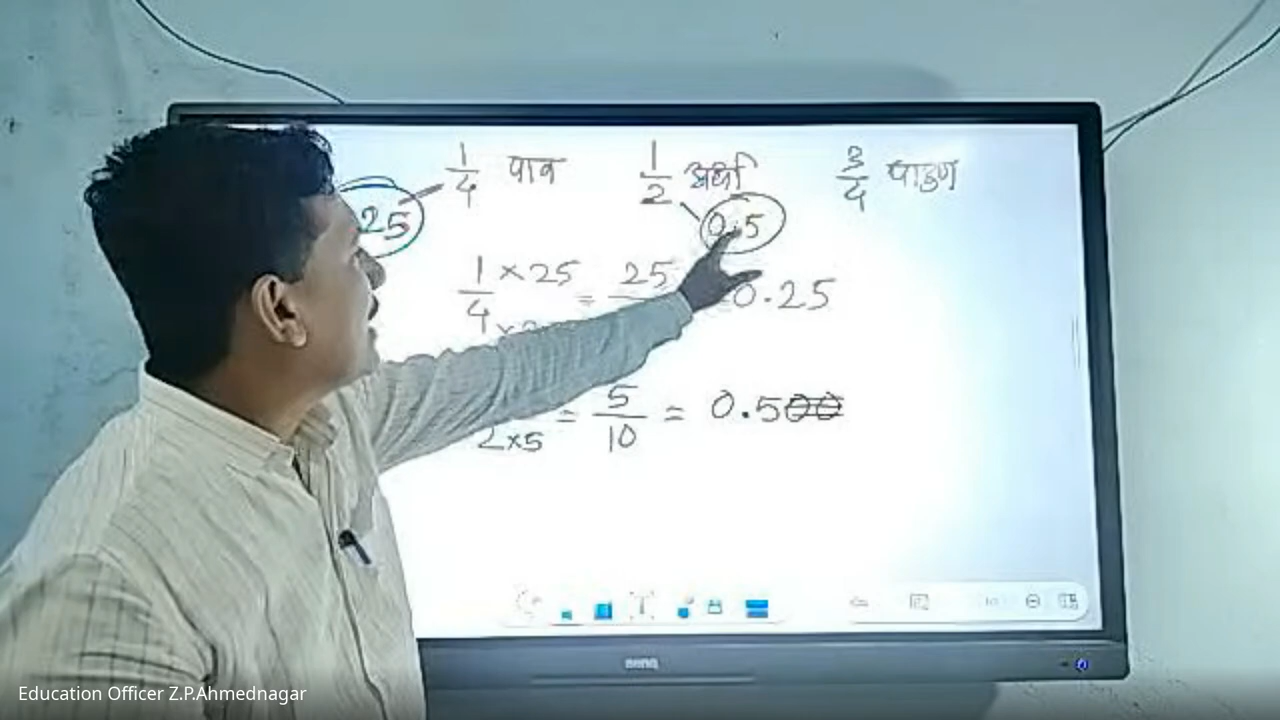 1/4 पाव 1/2 अर्धा 3/4 पाऊण
25 0.5
1/4 × 25 = 25 = 0.25
2×5 = 5/10 = 0.500
BenQ
Education Officer Z.P.Ahmednagar